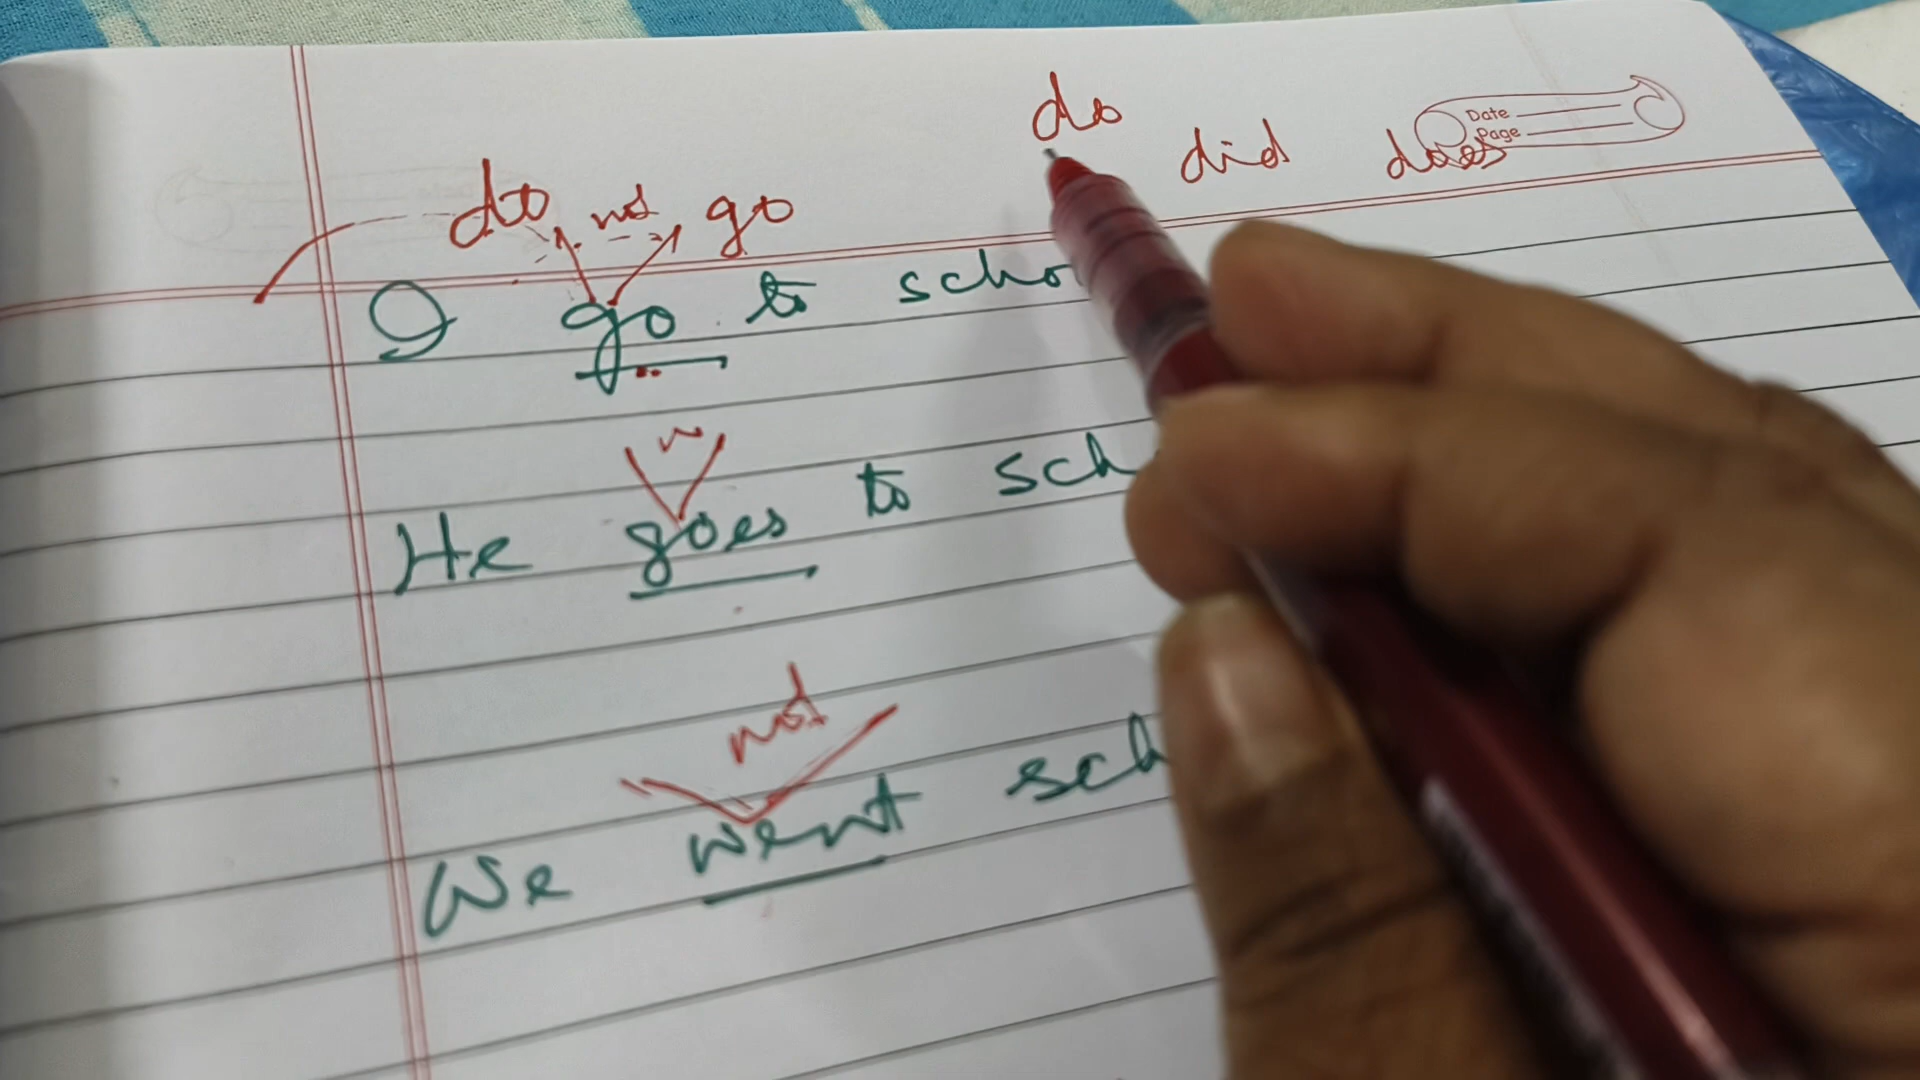 do
did does
Date
Page
do not go
I go to scho
n
He goes to sch
not
We went sch